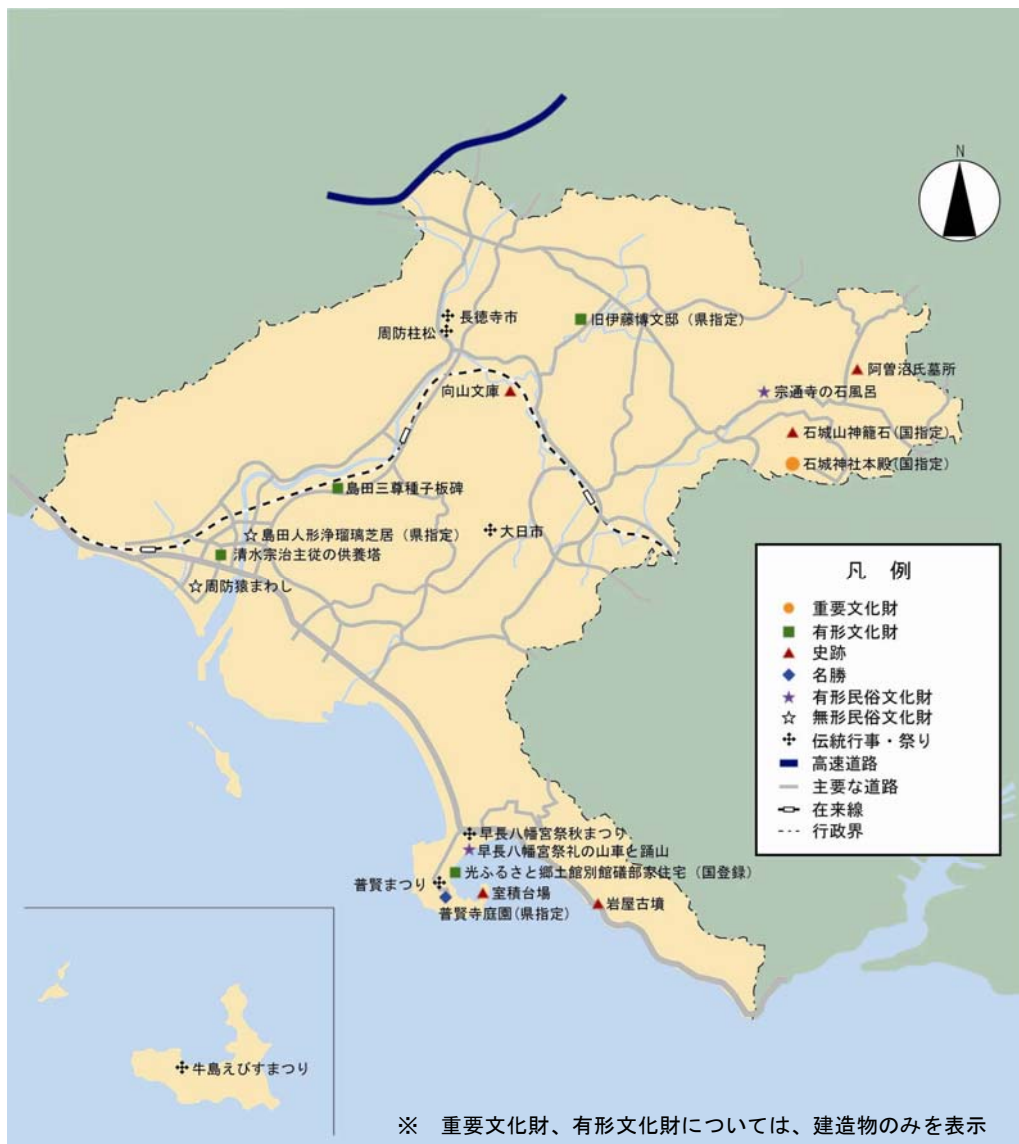 N
長徳寺市
周防柱松
旧伊藤博文邸（県指定）
阿曽沼氏墓所
向山文庫
宗通寺の石風呂
石城山神籠石(国指定)
石城神社本殿(国指定)
島田三尊種子板碑
島田人形浄瑠璃芝居（県指定）
大日市
清水宗治主従の供養塔
周防猿まわし
凡 例
重要文化財
有形文化財
史跡
名勝
有形民俗文化財
無形民俗文化財
伝統行事・祭り
高速道路
主要な道路
在来線
行政界
早長八幡宮祭秋まつり
早長八幡宮祭礼の山車と踊山
光ふるさと郷土館別館礒部家住宅（国登録）
普賢まつり
室積台場
岩屋古墳
普賢寺庭園(県指定)
牛島えびすまつり
※ 重要文化財、有形文化財については、建造物のみを表示